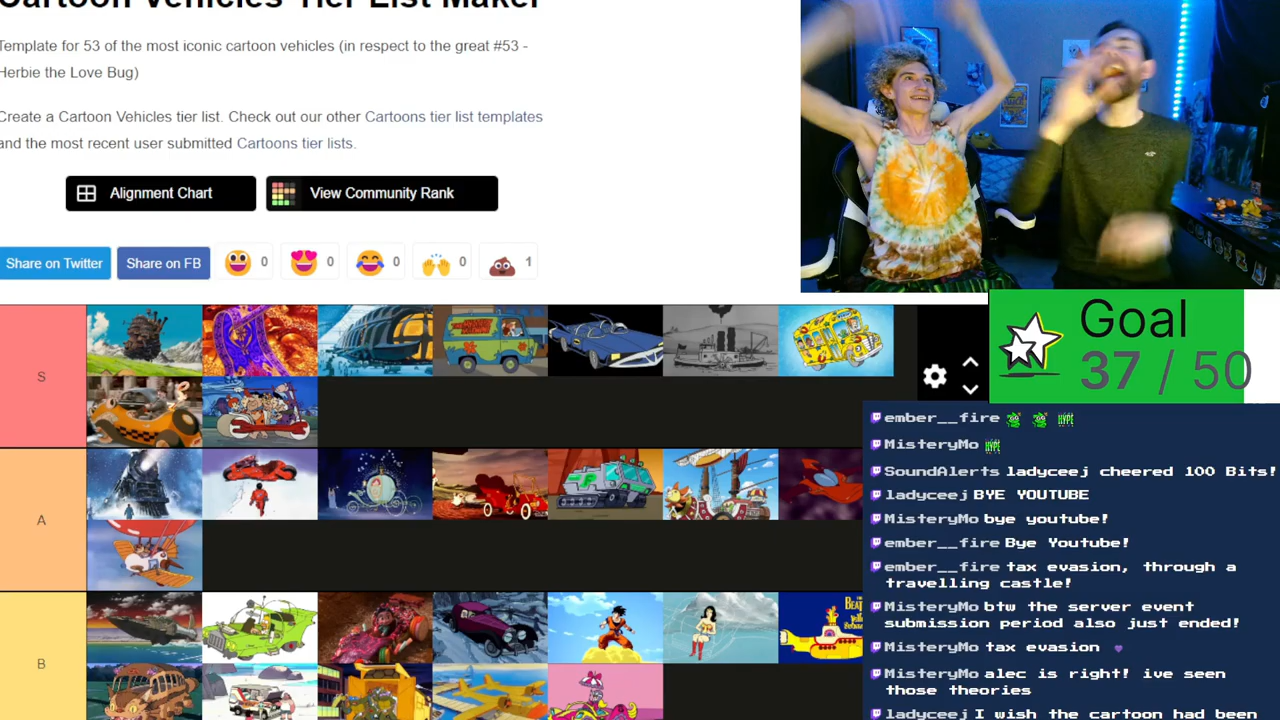 Cartoon Vehicles Tier List Maker
Template for 53 of the most iconic cartoon vehicles (in respect to the great #53 -
Herbie the Love Bug)
Create a Cartoon Vehicles tier list. Check out our other Cartoons tier list templates
and the most recent user submitted Cartoons tier lists.
Alignment Chart
View Community Rank
Share on Twitter
Share on FB
0
0
0
0
1
Goal
37 / 50
S
A
B
ember__fire HYPE
MisteryMo HYPE
SoundAlerts ladyceej cheered 100 Bits!
ladyceej BYE YOUTUBE
MisteryMo bye youtube!
ember__fire Bye Youtube!
ember__fire tax evasion, through a
travelling castle!
MisteryMo btw the server event
submission period also just ended!
MisteryMo tax evasion
MisteryMo alec is right! ive seen
those theories
ladyceej I wish the cartoon had been